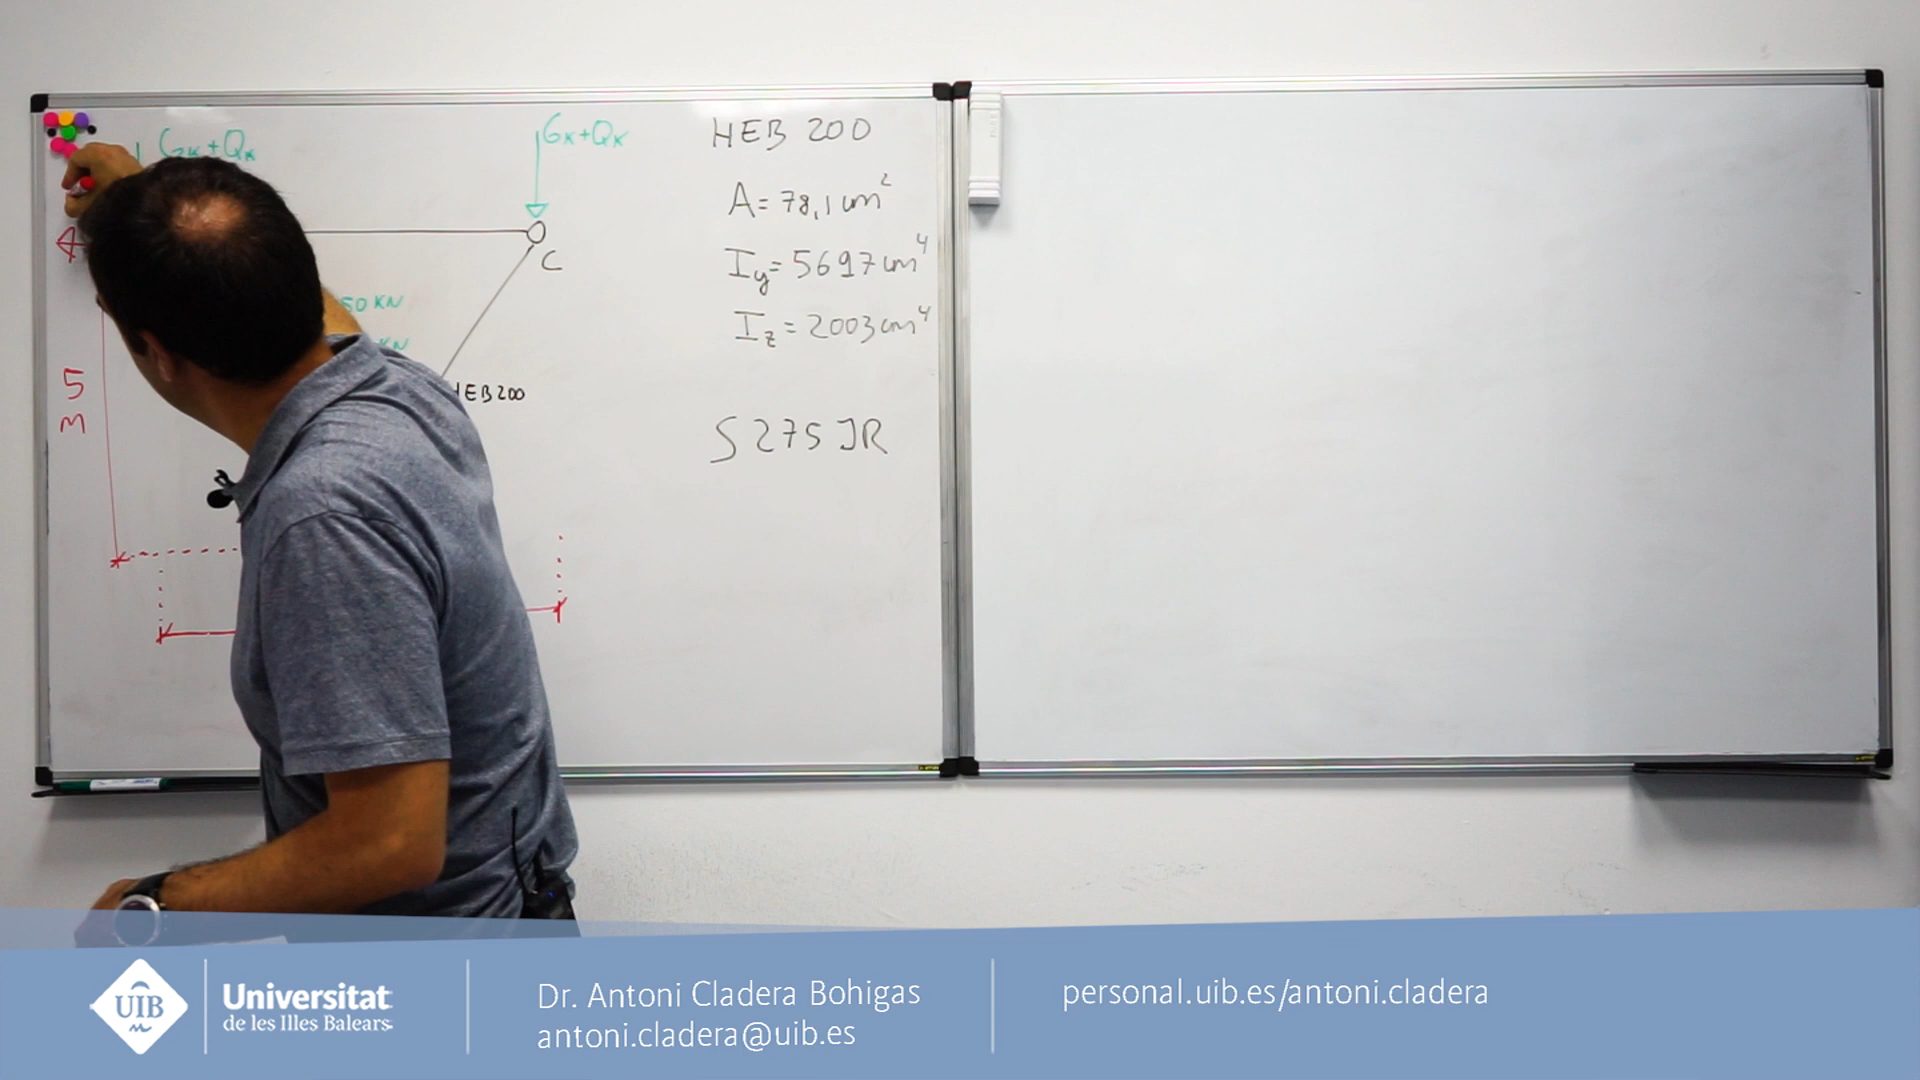 GK+QK
GK+QK
C
50 KN
KN
HEB 200
5
M
HEB 200
A = 78,1 cm²
Iy = 5697 cm⁴
Iz = 2003 cm⁴
S 275 JR
UIB
Universitat
de les Illes Balears
Dr. Antoni Cladera Bohigas
antoni.cladera@uib.es
personal.uib.es/antoni.cladera